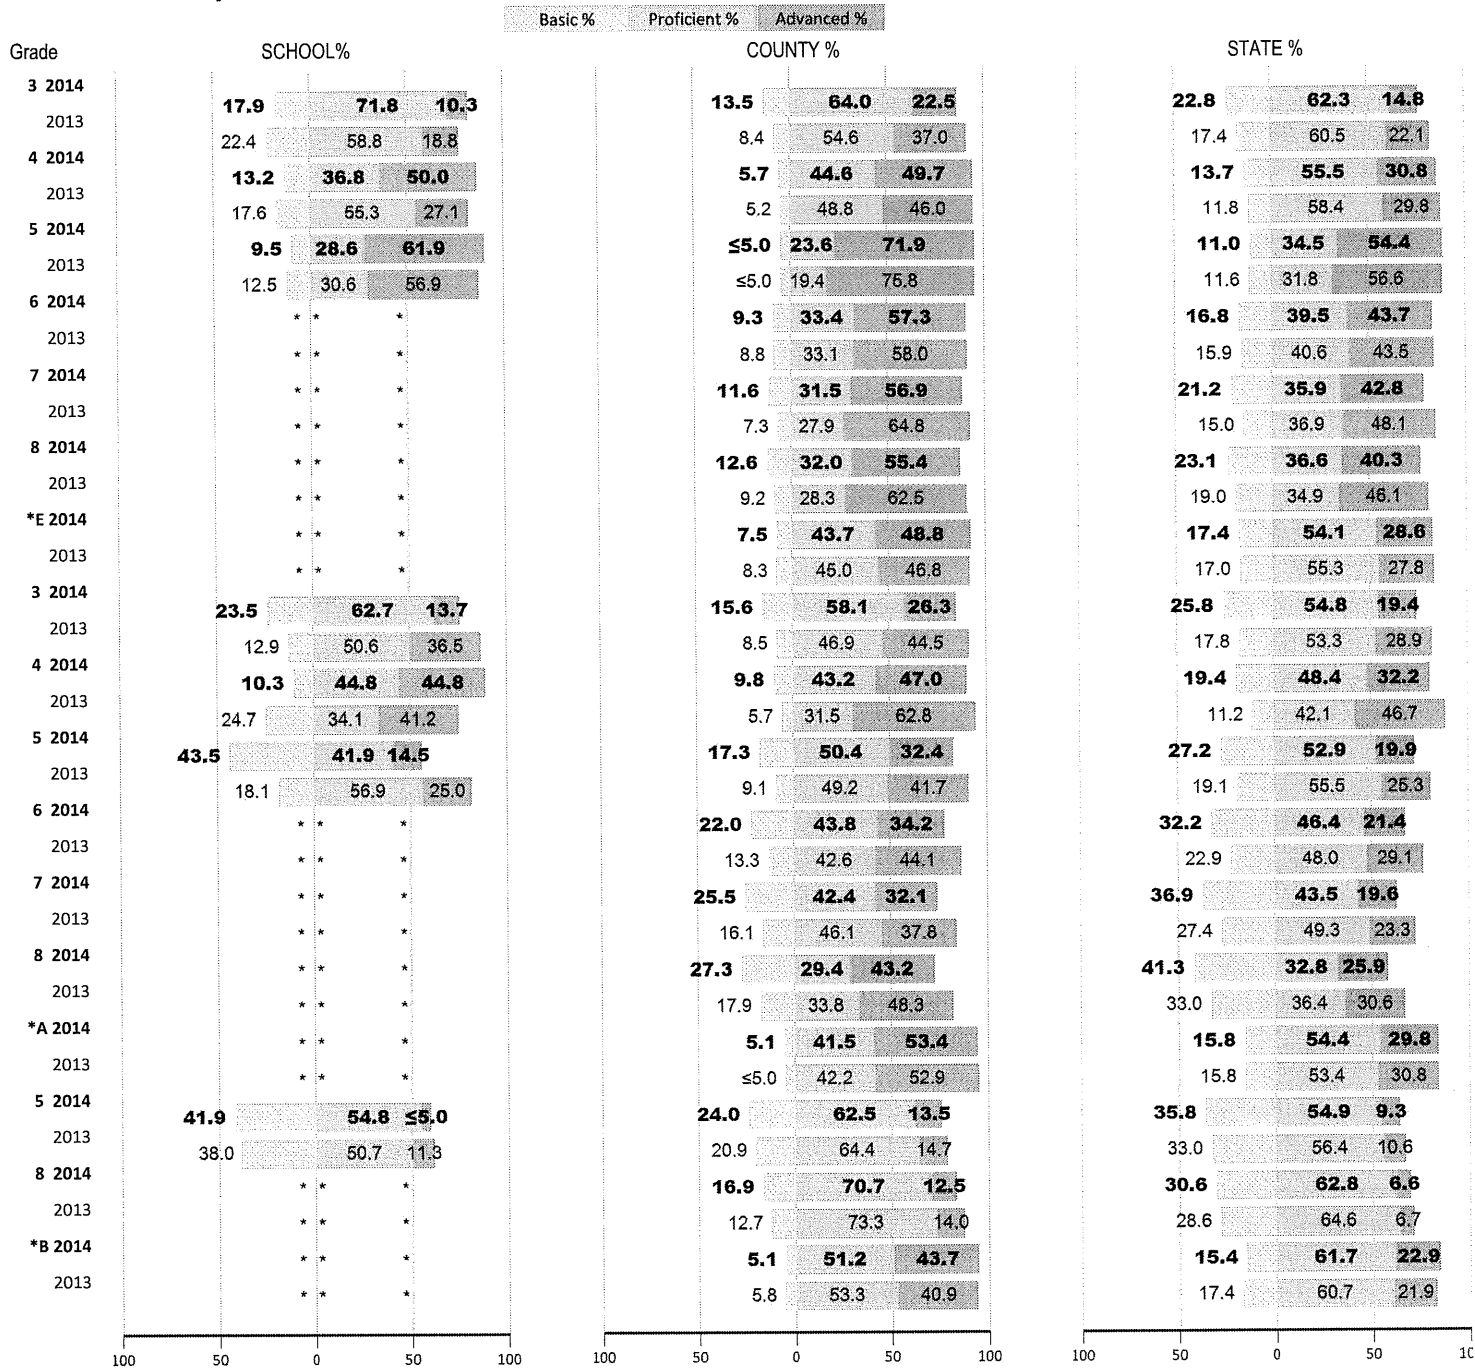 Basic % Proficient % Advanced %
Grade SCHOOL% COUNTY % STATE %
3 2014
17.9 71.8 10.3 13.5 64.0 22.5 22.8 62.3 14.8
2013
22.4 58.8 18.8 8.4 54.6 37.0 17.4 60.5 22.1
4 2014
13.2 36.8 50.0 5.7 44.6 49.7 13.7 55.5 30.8
2013
17.6 55.3 27.1 5.2 48.8 46.0 11.8 58.4 29.8
5 2014
9.5 28.6 61.9 ≤5.0 23.6 71.9 11.0 34.5 54.4
2013
12.5 30.6 56.9 ≤5.0 19.4 75.8 11.6 31.8 56.6
6 2014
* * * 9.3 33.4 57.3 16.8 39.5 43.7
2013
* * * 8.8 33.1 58.0 15.9 40.6 43.5
7 2014
* * * 11.6 31.5 56.9 21.2 35.9 42.8
2013
* * * 7.3 27.9 64.8 15.0 36.9 48.1
8 2014
* * * 12.6 32.0 55.4 23.1 36.6 40.3
2013
* * * 9.2 28.3 62.5 19.0 34.9 46.1
*E 2014
* * * 7.5 43.7 48.8 17.4 54.1 28.6
2013
* * * 8.3 45.0 46.8 17.0 55.3 27.8
3 2014
23.5 62.7 13.7 15.6 58.1 26.3 25.8 54.8 19.4
2013
12.9 50.6 36.5 8.5 46.9 44.5 17.8 53.3 28.9
4 2014
10.3 44.8 44.8 9.8 43.2 47.0 19.4 48.4 32.2
2013
24.7 34.1 41.2 5.7 31.5 62.8 11.2 42.1 46.7
5 2014
43.5 41.9 14.5 17.3 50.4 32.4 27.2 52.9 19.9
2013
18.1 56.9 25.0 9.1 49.2 41.7 19.1 55.5 25.3
6 2014
* * * 22.0 43.8 34.2 32.2 46.4 21.4
2013
* * * 13.3 42.6 44.1 22.9 48.0 29.1
7 2014
* * * 25.5 42.4 32.1 36.9 43.5 19.6
2013
* * * 16.1 46.1 37.8 27.4 49.3 23.3
8 2014
* * * 27.3 29.4 43.2 41.3 32.8 25.9
2013
* * * 17.9 33.8 48.3 33.0 36.4 30.6
*A 2014
* * * 5.1 41.5 53.4 15.8 54.4 29.8
2013
* * * ≤5.0 42.2 52.9 15.8 53.4 30.8
5 2014
41.9 54.8 ≤5.0 24.0 62.5 13.5 35.8 54.9 9.3
2013
38.0 50.7 11.3 20.9 64.4 14.7 33.0 56.4 10.6
8 2014
* * * 16.9 70.7 12.5 30.6 62.8 6.6
2013
* * * 12.7 73.3 14.0 28.6 64.6 6.7
*B 2014
* * * 5.1 51.2 43.7 15.4 61.7 22.9
2013
* * * 5.8 53.3 40.9 17.4 60.7 21.9
100 50 0 50 100 100 50 0 50 100 100 50 0 50